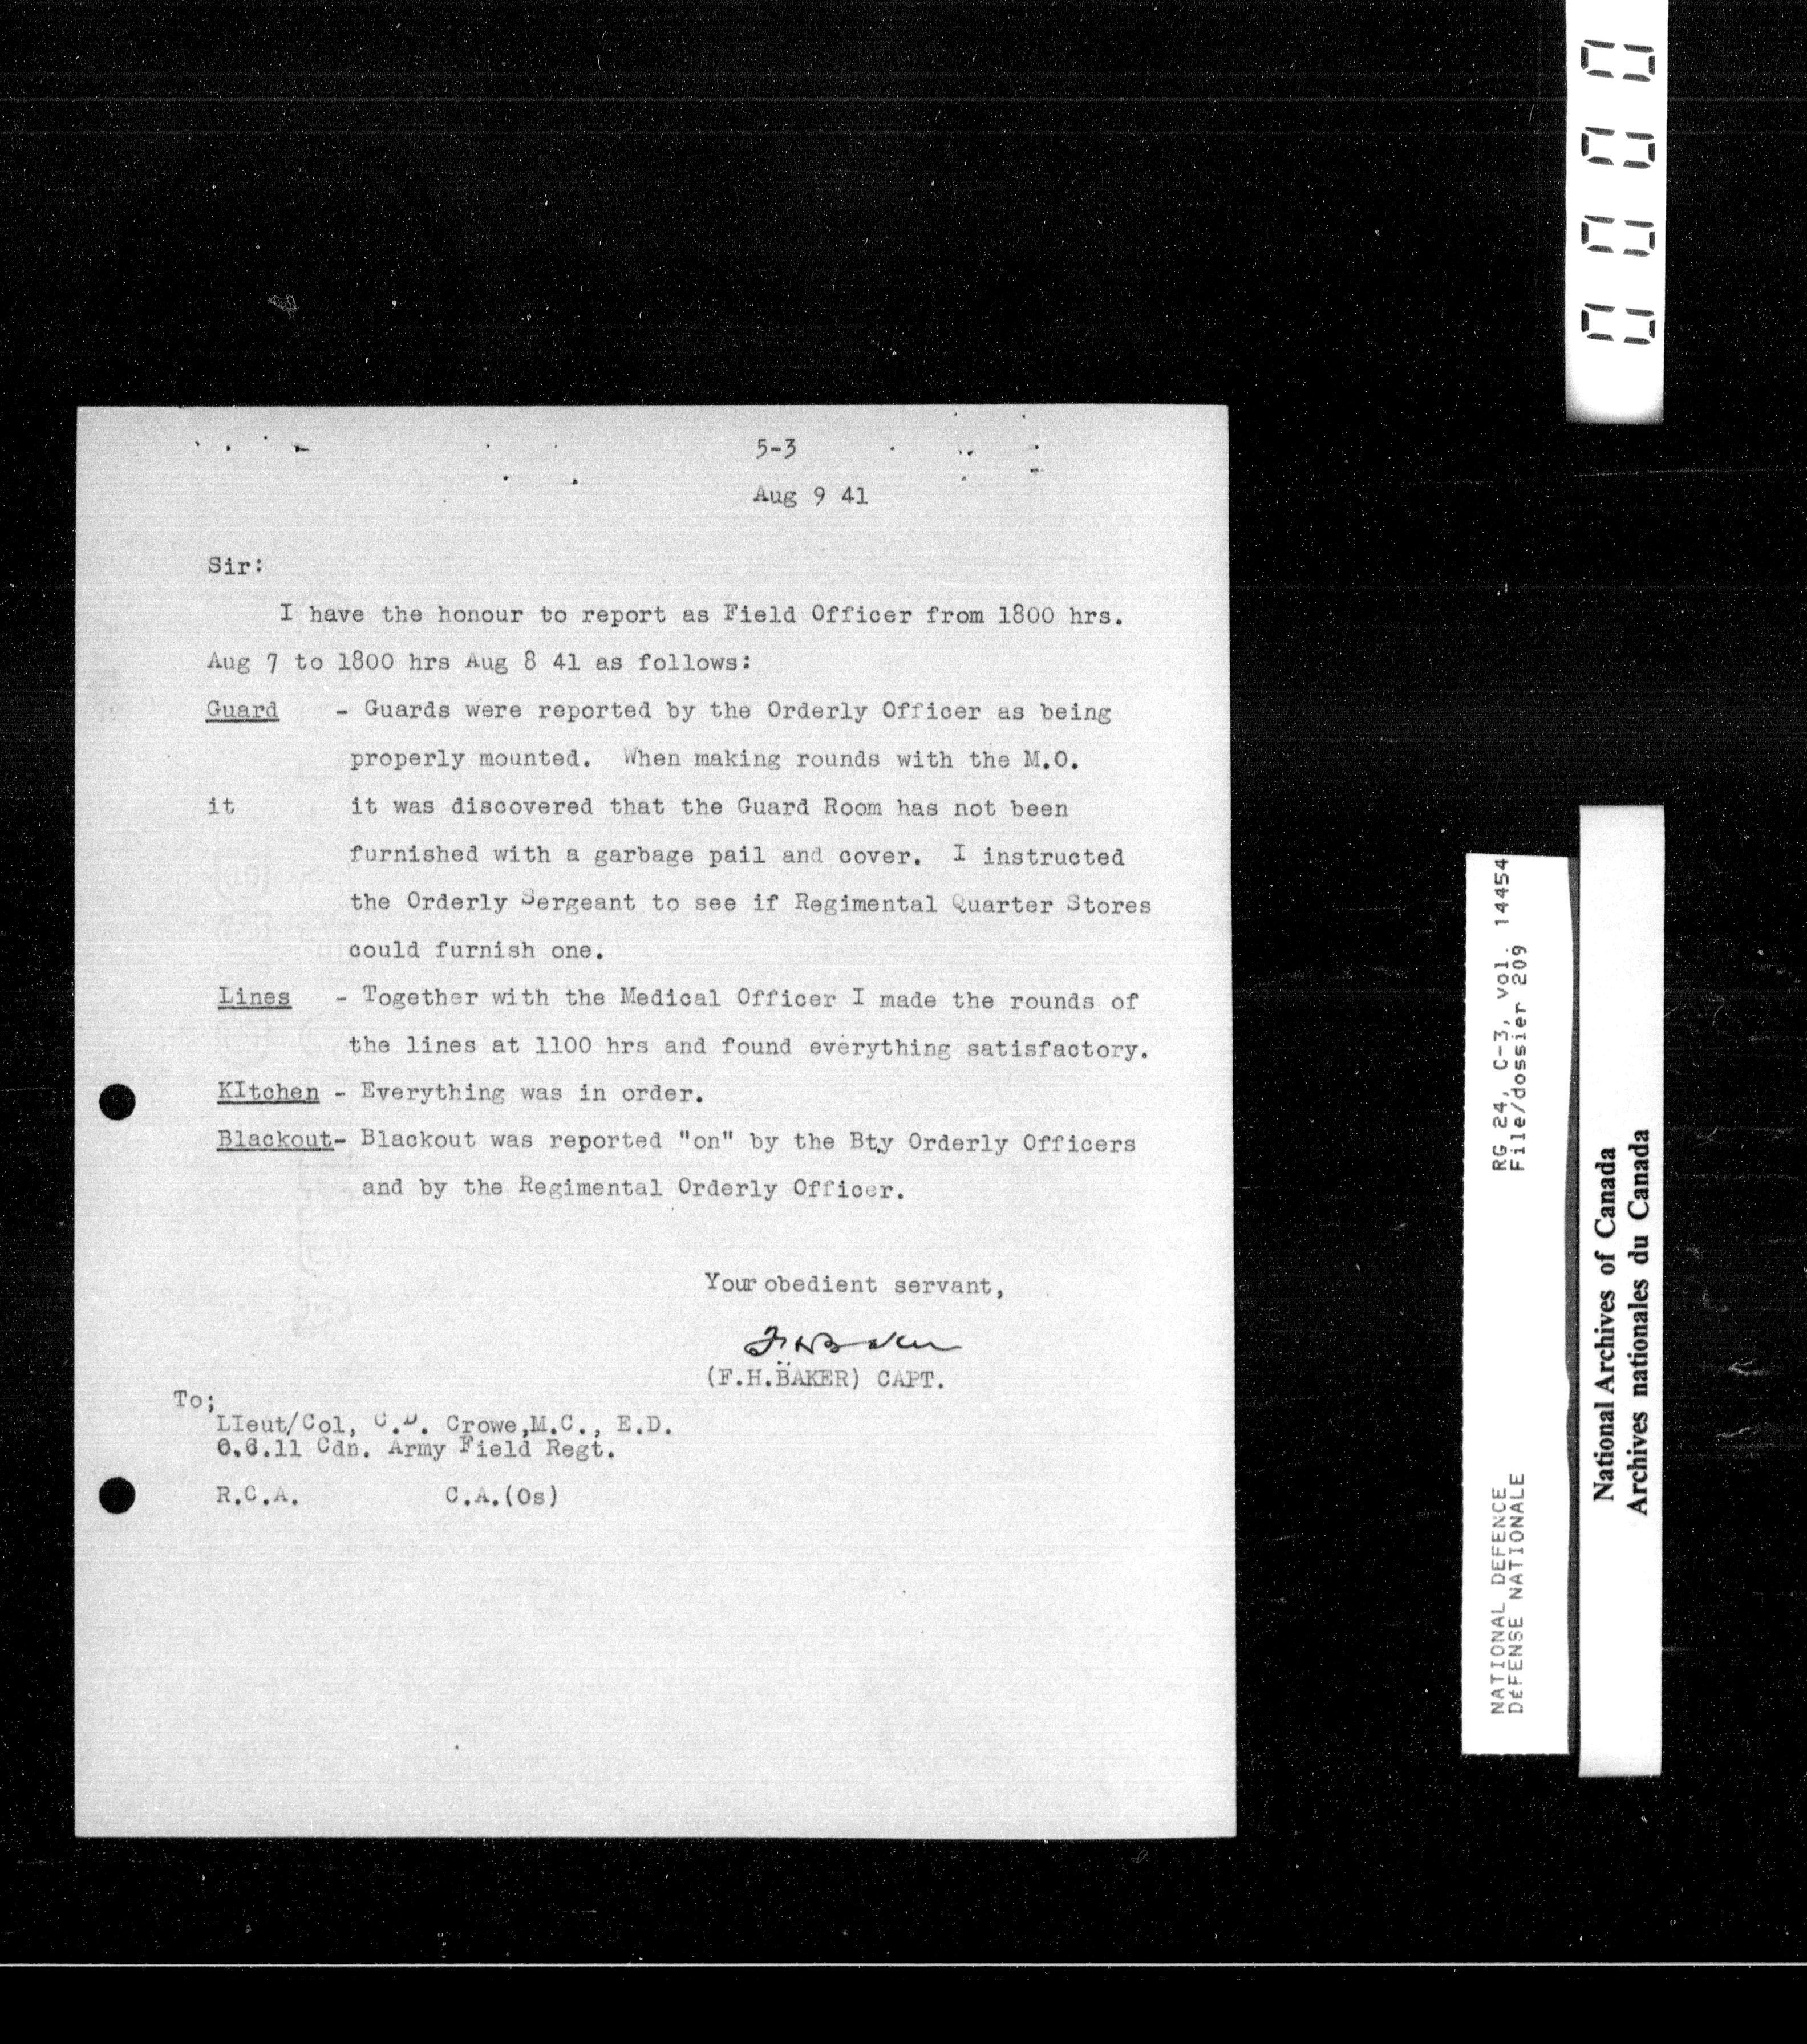 5-3
Aug 9 41
Sir:
I have the honour to report as Field Officer from 1800 hrs.
Aug 7 to 1800 hrs Aug 8 41 as follows:
Guard - Guards were reported by the Orderly Officer as being
properly mounted. When making rounds with the M.O.
it it was discovered that the Guard Room has not been
furnished with a garbage pail and cover. I instructed
the Orderly Sergeant to see if Regimental Quarter Stores
could furnish one.
Lines - Together with the Medical Officer I made the rounds of
the lines at 1100 hrs and found everything satisfactory.
KItchen - Everything was in order.
Blackout- Blackout was reported "on" by the Bty Orderly Officers
and by the Regimental Orderly Officer.
Your obedient servant,
FHBaker
(F.H.BAKER) CAPT.
To;
LIeut/Col, C.D. Crowe,M.C., E.D.
11 Cdn. Army Field Regt.
R.C.A. C.A.(Os)
0000
RG 24, C-3, vol. 14454
File/dossier 209
NATIONAL DEFENCE
DéFENSE NATIONALE
National Archives of Canada
Archives nationales du Canada